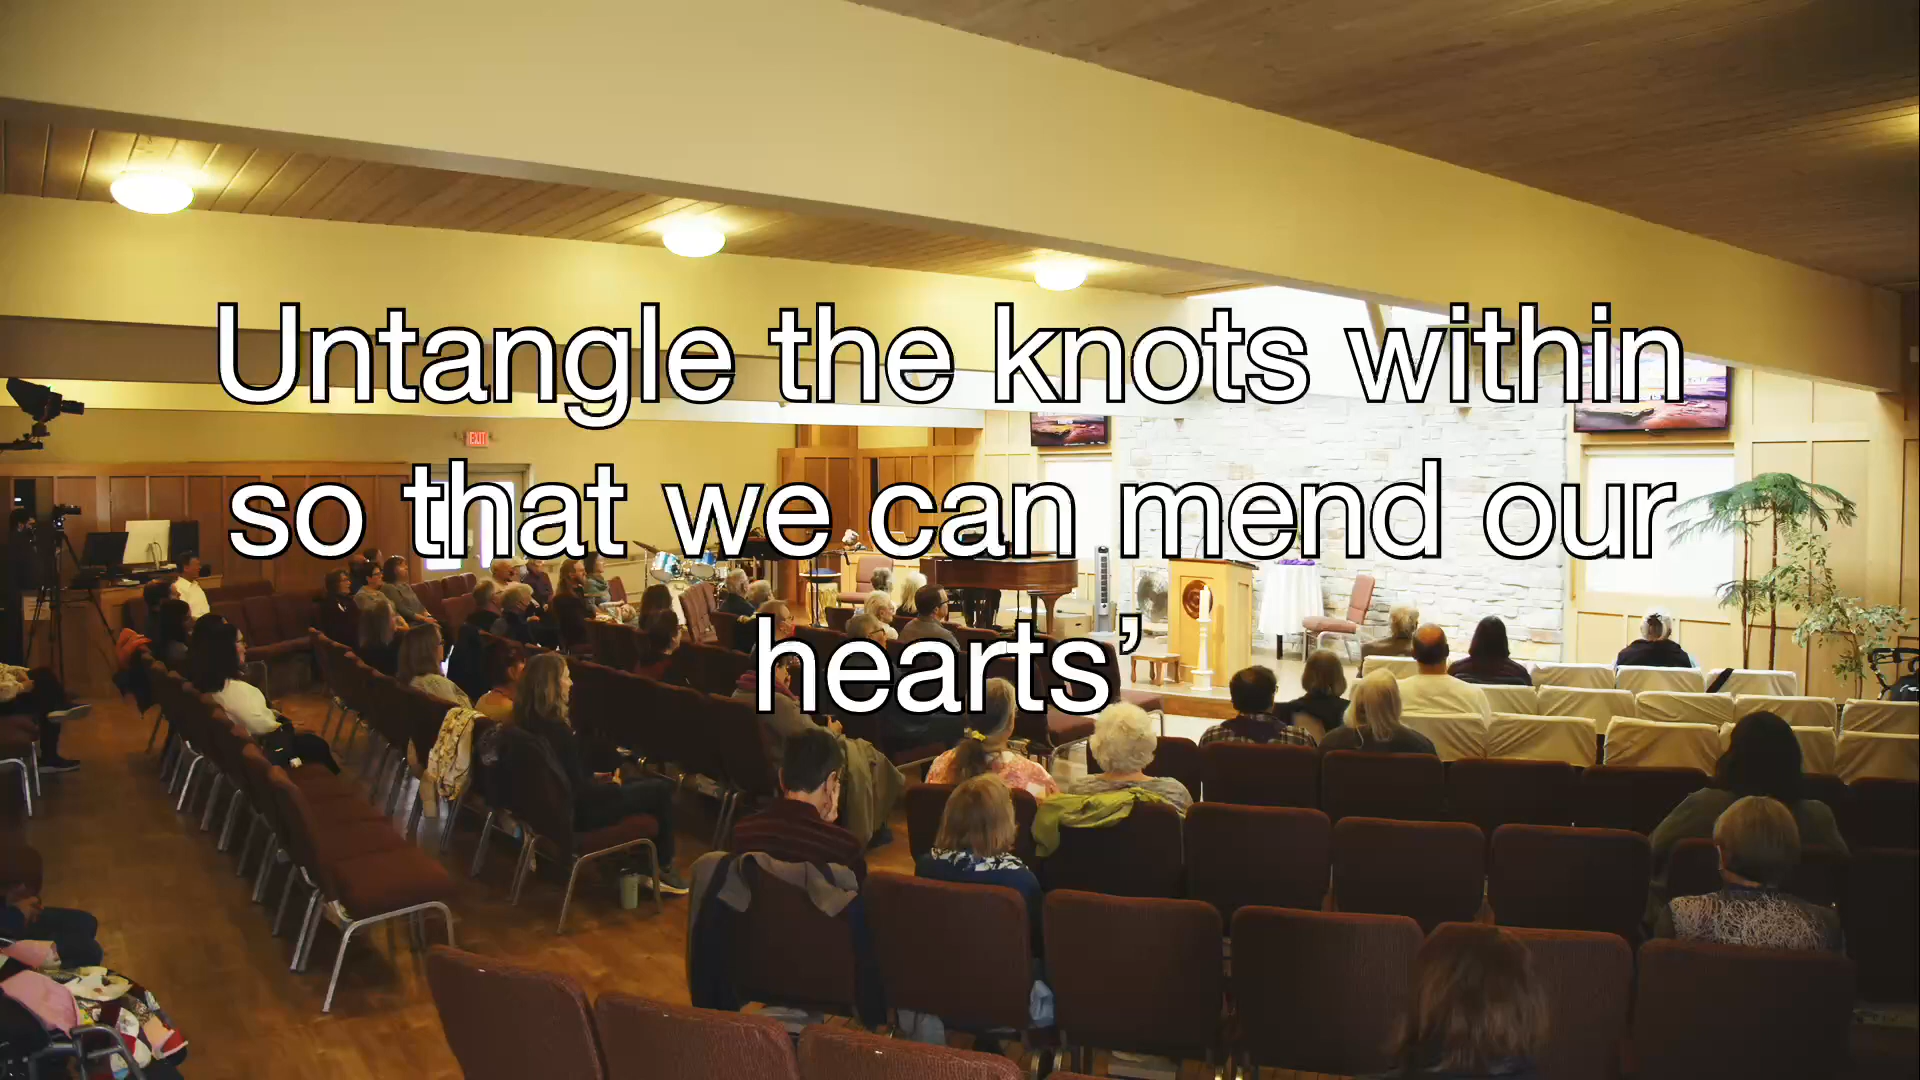 Untangle the knots within
so that we can mend our
hearts’
EXIT